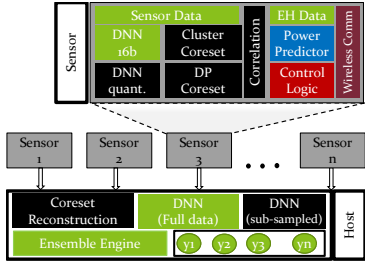 Sensor
Sensor Data
EH Data
DNN
16b
Cluster
Coreset
Correlation
Power
Predictor
Wireless Comm
DNN
quant.
DP
Coreset
Control
Logic
Sensor
1
Sensor
2
Sensor
3
Sensor
n
Coreset
Reconstruction
DNN
(Full data)
DNN
(sub-sampled)
Host
Ensemble Engine
y1
y2
y3
yn